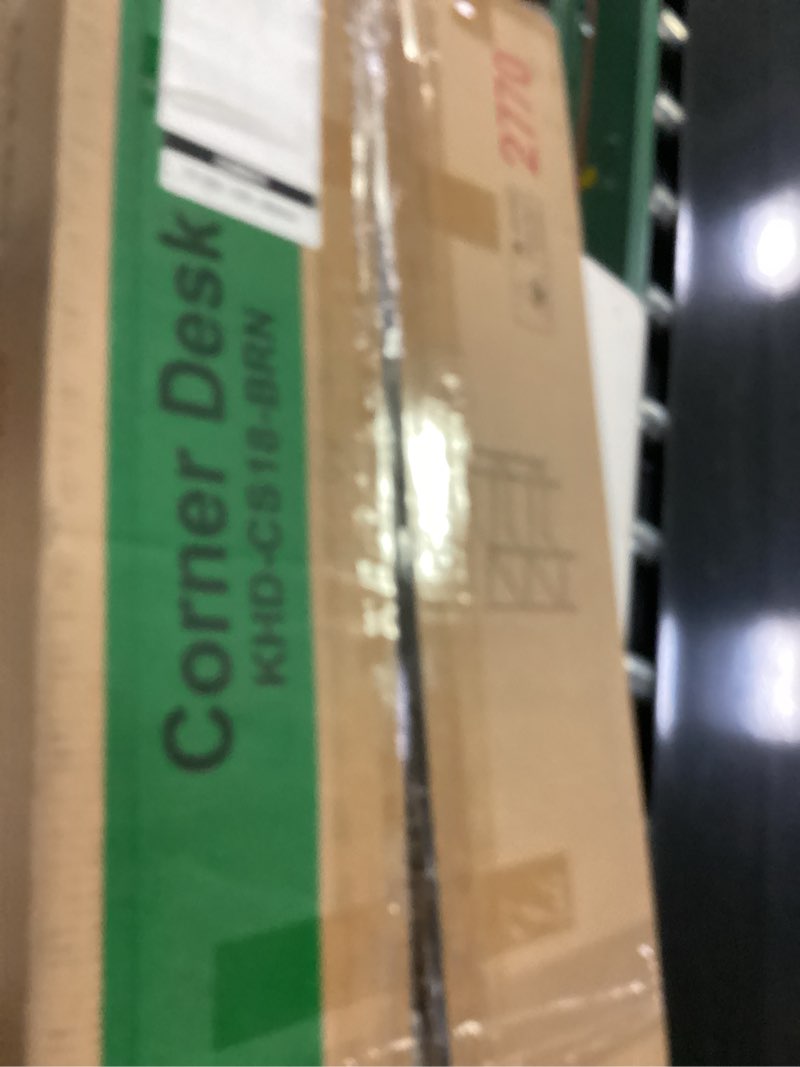 Corner Desk
KHD-CS18-BRN
2770